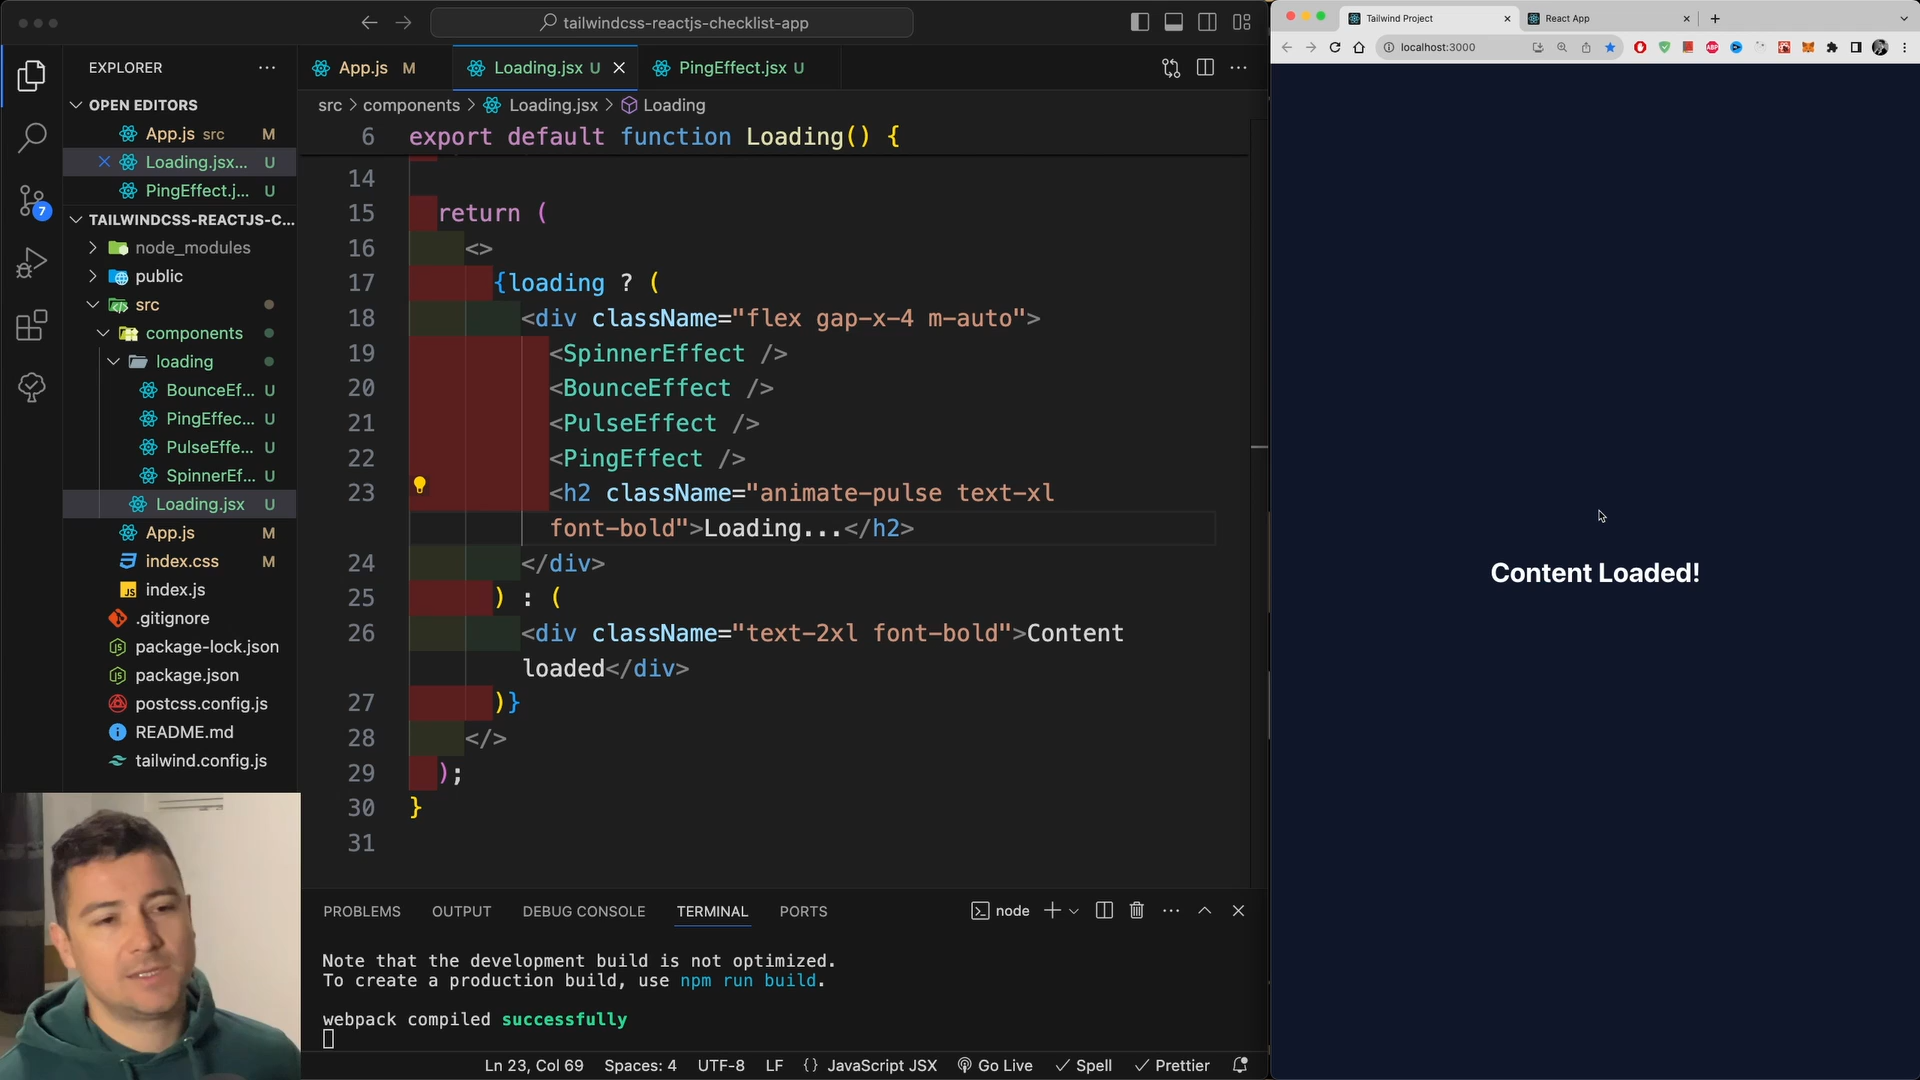 tailwindcss-reactjs-checklist-app
EXPLORER
OPEN EDITORS
App.js src M
Loading.jsx... U
PingEffect.j... U
7
TAILWINDCSS-REACTJS-C...
node_modules
public
src
components
loading
BounceEf... U
PingEffec... U
PulseEffe... U
SpinnerEf... U
Loading.jsx U
App.js M
index.css M
JS index.js
.gitignore
package-lock.json
package.json
postcss.config.js
README.md
tailwind.config.js
App.js M
Loading.jsx U
PingEffect.jsx U
src > components > Loading.jsx > Loading
6 export default function Loading() {
14
15 return (
16 <>
17 {loading ? (
18 <div className="flex gap-x-4 m-auto">
19 <SpinnerEffect />
20 <BounceEffect />
21 <PulseEffect />
22 <PingEffect />
23 <h2 className="animate-pulse text-xl
font-bold">Loading...</h2>
24 </div>
25 ) : (
26 <div className="text-2xl font-bold">Content
loaded</div>
27 )}
28 </>
29 );
30 }
31
PROBLEMS OUTPUT DEBUG CONSOLE TERMINAL PORTS
node
Note that the development build is not optimized.
To create a production build, use npm run build.
webpack compiled successfully
Ln 23, Col 69 Spaces: 4 UTF-8 LF {} JavaScript JSX Go Live Spell Prettier
Tailwind Project
React App
localhost:3000
ABP
Content Loaded!